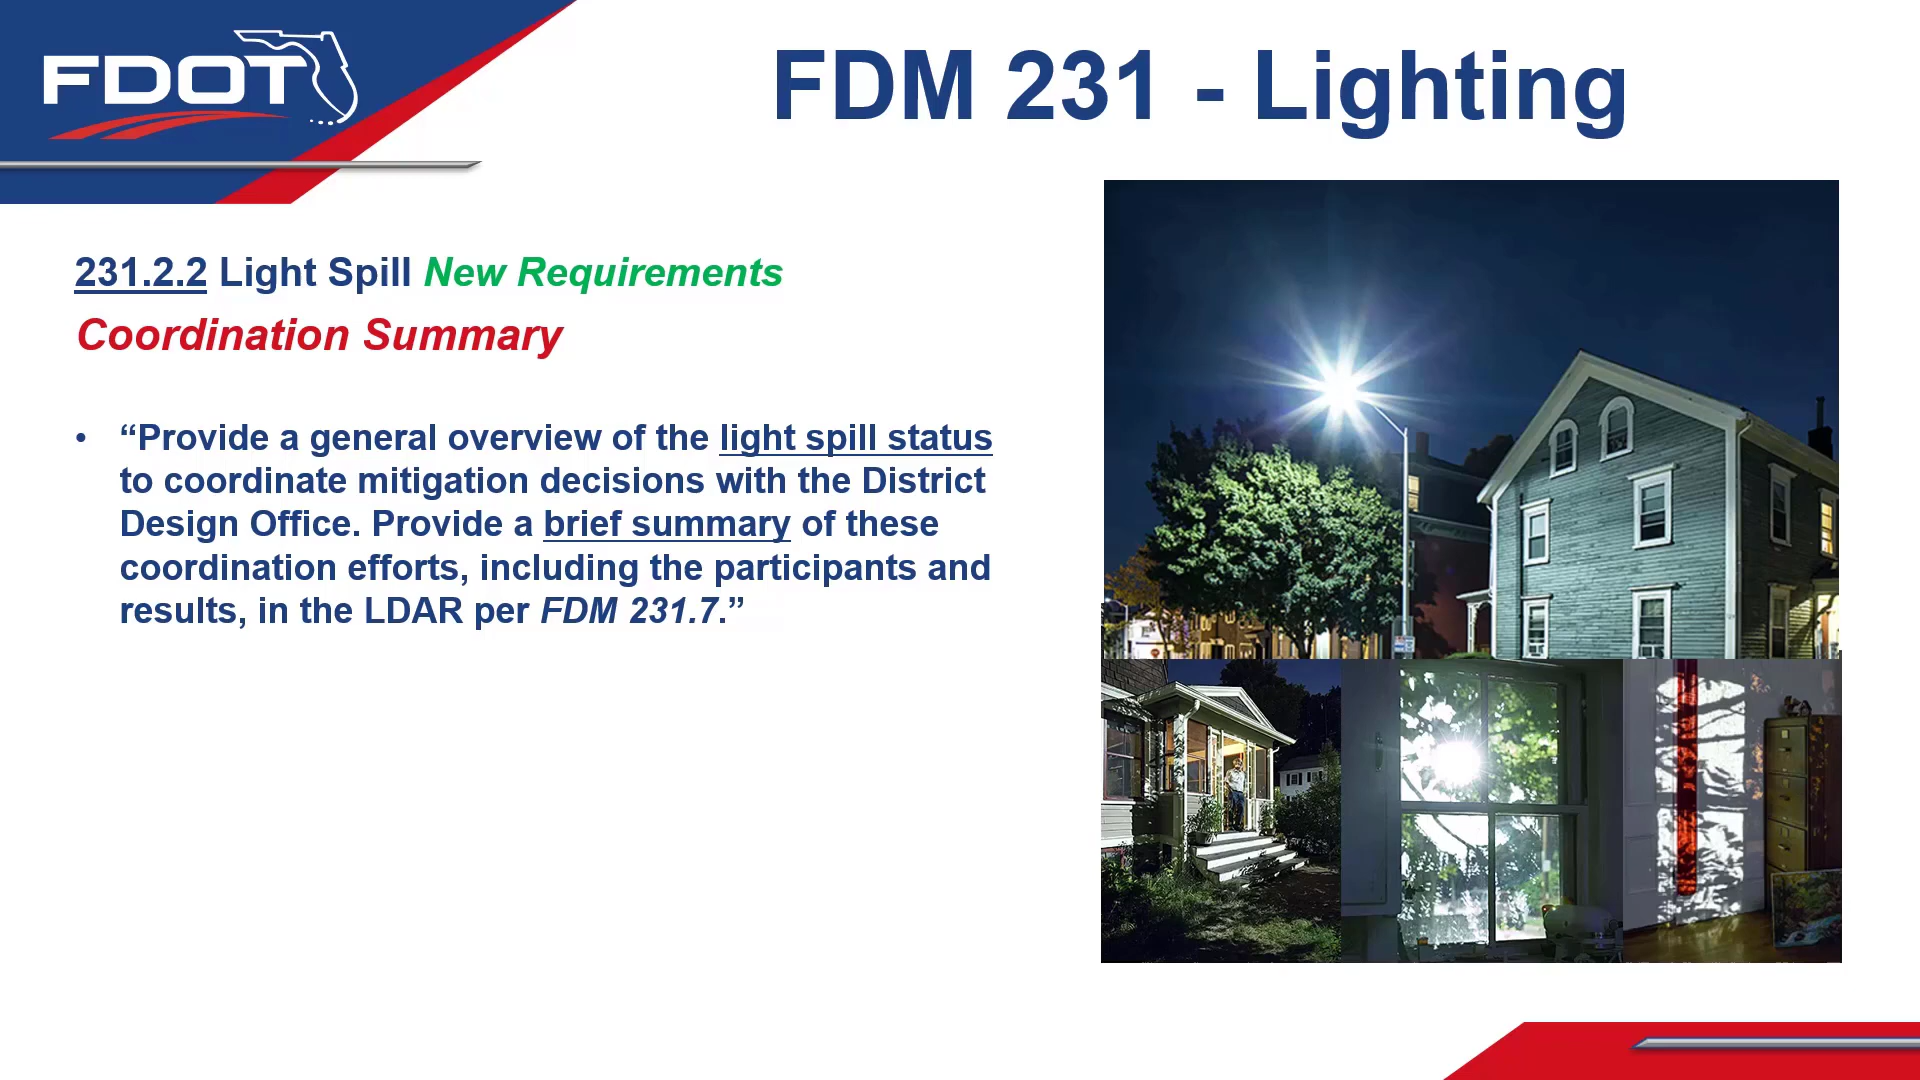 FDOT
FDM 231 - Lighting
231.2.2 Light Spill New Requirements
Coordination Summary
• “Provide a general overview of the light spill status
to coordinate mitigation decisions with the District
Design Office. Provide a brief summary of these
coordination efforts, including the participants and
results, in the LDAR per FDM 231.7.”